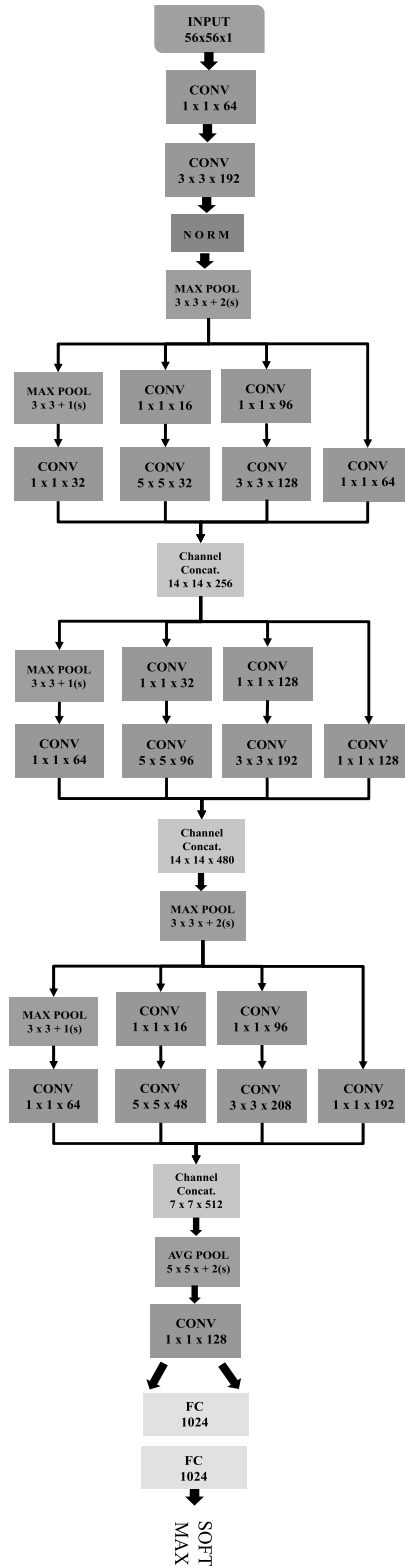 INPUT
56x56x1
CONV
1 x 1 x 64
CONV
3 x 3 x 192
N O R M
MAX POOL
3 x 3 x + 2(s)
MAX POOL
3 x 3 + 1(s)
CONV
1 x 1 x 16
CONV
1 x 1 x 96
CONV
1 x 1 x 32
CONV
5 x 5 x 32
CONV
3 x 3 x 128
CONV
1 x 1 x 64
Channel
Concat.
14 x 14 x 256
MAX POOL
3 x 3 + 1(s)
CONV
1 x 1 x 32
CONV
1 x 1 x 128
CONV
1 x 1 x 64
CONV
5 x 5 x 96
CONV
3 x 3 x 192
CONV
1 x 1 x 128
Channel
Concat.
14 x 14 x 480
MAX POOL
3 x 3 x + 2(s)
MAX POOL
3 x 3 + 1(s)
CONV
1 x 1 x 16
CONV
1 x 1 x 96
CONV
1 x 1 x 64
CONV
5 x 5 x 48
CONV
3 x 3 x 208
CONV
1 x 1 x 192
Channel
Concat.
7 x 7 x 512
AVG POOL
5 x 5 x + 2(s)
CONV
1 x 1 x 128
FC
1024
FC
1024
SOFT
MAX